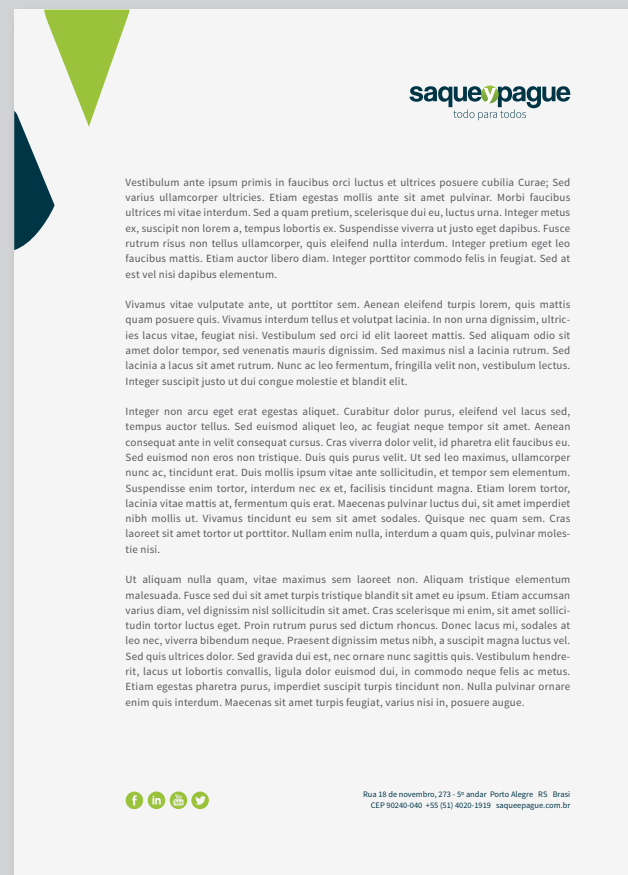 saqueypague
todo para todos
Vestibulum ante ipsum primis in faucibus orci luctus et ultrices posuere cubilia Curae; Sed
varius ullamcorper ultricies. Etiam egestas mollis ante sit amet pulvinar. Morbi faucibus
ultrices mi vitae interdum. Sed a quam pretium, scelerisque dui eu, luctus urna. Integer metus
ex, suscipit non lorem a, tempus lobortis ex. Suspendisse viverra ut justo eget dapibus. Fusce
rutrum risus non tellus ullamcorper, quis eleifend nulla interdum. Integer pretium eget leo
faucibus mattis. Etiam auctor libero diam. Integer porttitor commodo felis in feugiat. Sed at
est vel nisi dapibus elementum.
Vivamus vitae vulputate ante, ut porttitor sem. Aenean eleifend turpis lorem, quis mattis
quam posuere quis. Vivamus interdum tellus et volutpat lacinia. In non urna dignissim, ultric-
ies lacus vitae, feugiat nisi. Vestibulum sed orci id elit laoreet mattis. Sed aliquam odio sit
amet dolor tempor, sed venenatis mauris dignissim. Sed maximus nisl a lacinia rutrum. Sed
lacinia a lacus sit amet rutrum. Nunc ac leo fermentum, fringilla velit non, vestibulum lectus.
Integer suscipit justo ut dui congue molestie et blandit elit.
Integer non arcu eget erat egestas aliquet. Curabitur dolor purus, eleifend vel lacus sed,
tempus auctor tellus. Sed euismod aliquet leo, ac feugiat neque tempor sit amet. Aenean
consequat ante in velit consequat cursus. Cras viverra dolor velit, id pharetra elit faucibus eu.
Sed euismod non eros non tristique. Duis quis purus velit. Ut sed leo maximus, ullamcorper
nunc ac, tincidunt erat. Duis mollis ipsum vitae ante sollicitudin, et tempor sem elementum.
Suspendisse enim tortor, interdum nec ex et, facilisis tincidunt magna. Etiam lorem tortor,
lacinia vitae mattis at, fermentum quis erat. Maecenas pulvinar luctus dui, sit amet imperdiet
nibh mollis ut. Vivamus tincidunt eu sem sit amet sodales. Quisque nec quam sem. Cras
laoreet sit amet tortor ut porttitor. Nullam enim nulla, interdum a quam quis, pulvinar moles-
tie nisi.
Ut aliquam nulla quam, vitae maximus sem laoreet non. Aliquam tristique elementum
malesuada. Fusce sed dui sit amet turpis tristique blandit sit amet eu ipsum. Etiam accumsan
varius diam, vel dignissim nisl sollicitudin sit amet. Cras scelerisque mi enim, sit amet sollici-
tudin tortor luctus eget. Proin rutrum purus sed dictum rhoncus. Donec lacus mi, sodales at
leo nec, viverra bibendum neque. Praesent dignissim metus nibh, a suscipit magna luctus vel.
Sed quis ultrices dolor. Sed gravida dui est, nec ornare nunc sagittis quis. Vestibulum hendre-
rit, lacus ut lobortis convallis, ligula dolor euismod dui, in commodo neque felis ac metus.
Etiam egestas pharetra purus, imperdiet suscipit turpis tincidunt non. Nulla pulvinar ornare
enim quis interdum. Maecenas sit amet turpis feugiat, varius nisi in, posuere augue.
f in You Tube
Rua 18 de novembro, 273 - 5º andar Porto Alegre RS Brasi
CEP 90240-040 +55 (51) 4020-1919 saqueepague.com.br